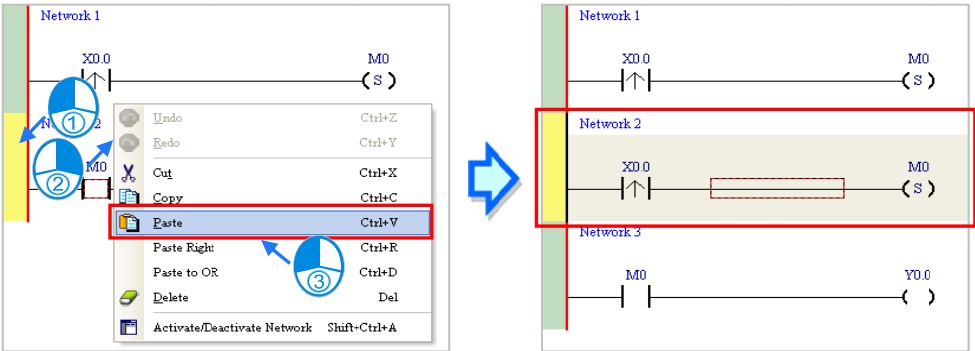 Network 1
X0.0 M0
S
①
N 2
②
M0
Undo Ctrl+Z
Redo Ctrl+Y
Cut Ctrl+X
Copy Ctrl+C
Paste Ctrl+V
Paste Right Ctrl+R
Paste to OR Ctrl+D
③
Delete Del
Activate/Deactivate Network Shift+Ctrl+A
Network 1
X0.0 M0
S
Network 2
X0.0 M0
S
Network 3
M0 Y0.0